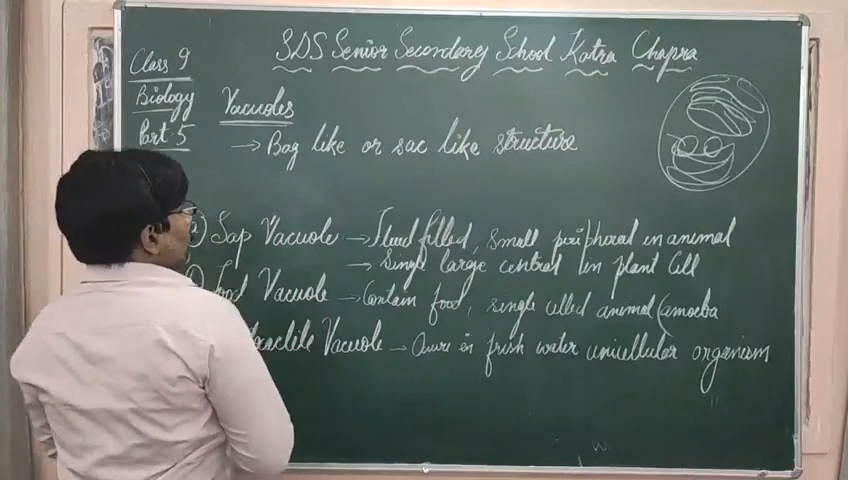 SDS Senior Secondary School Katra Chapra
Class 9
Biology
Part 5
Vacuoles
→ Bag like or sac like structure
a) Sap Vacuole → Fluid filled, small peripheral in animal
→ single large central in plant Cell
) Food Vacuole → Contain food, single celled animal (amoeba
Vacuole → Occurs in fresh water unicellular organism